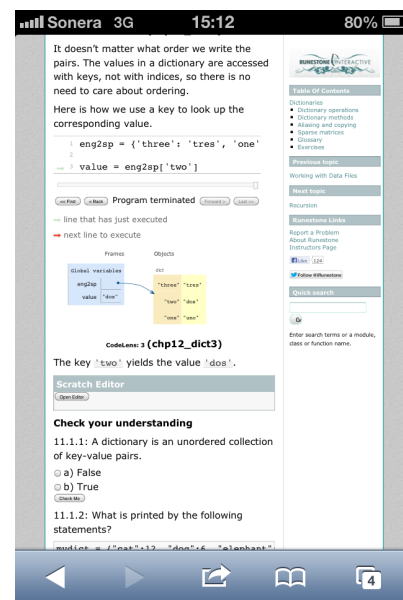 Sonera 3G 15:12 80%
It doesn't matter what order we write the
pairs. The values in a dictionary are accessed
with keys, not with indices, so there is no
need to care about ordering.
Here is how we use a key to look up the
corresponding value.
1 eng2sp = {'three': 'tres', 'one'
2
3 value = eng2sp['two']
<< First < Back Program terminated Forward > Last >>
line that has just executed
next line to execute
Frames Objects
Global variables
eng2sp
value "dos"
dict
"three" "tres"
"two" "dos"
"one" "uno"
CodeLens: 3 (chp12_dict3)
The key 'two' yields the value 'dos'.
Scratch Editor
Open Editor
Check your understanding
11.1.1: A dictionary is an unordered collection
of key-value pairs.
a) False
b) True
Check Me
11.1.2: What is printed by the following
statements?
mydict = {"cat":12, "dog":6, "elephant"
RUNESTONE INTERACTIVE
Table Of Contents
Dictionaries
Dictionary operations
Dictionary methods
Aliasing and copying
Sparse matrices
Glossary
Exercises
Previous topic
Working with Data Files
Next topic
Recursion
Runestone Links
Report a Problem
About Runestone
Instructors Page
Like 124
Follow @iRunestone
Quick search
Go
Enter search terms or a module,
class or function name.
4